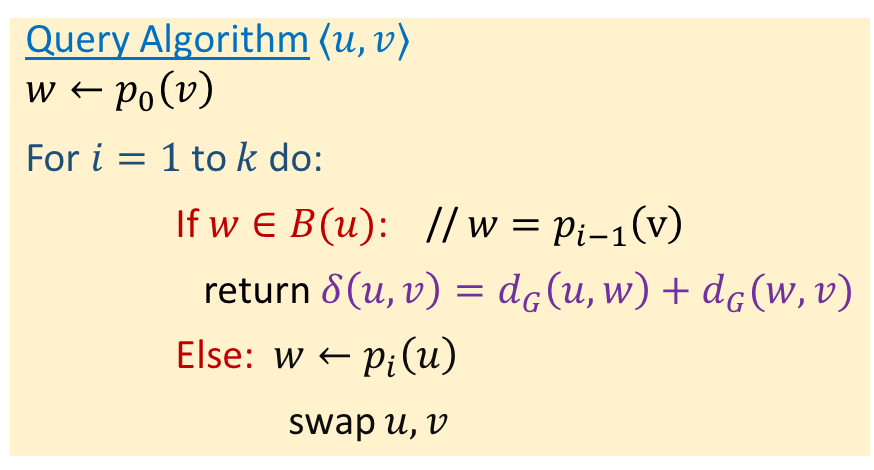 Query Algorithm ⟨𝑢, 𝑣⟩
𝑤 ← 𝑝₀(𝑣)
For 𝑖 = 1 to 𝑘 do:
If 𝑤 ∈ 𝐵(𝑢): // 𝑤 = 𝑝ᵢ₋₁(v)
return 𝛿(𝑢, 𝑣) = 𝑑_𝐺(𝑢, 𝑤) + 𝑑_𝐺(𝑤, 𝑣)
Else: 𝑤 ← 𝑝ᵢ(𝑢)
swap 𝑢, 𝑣